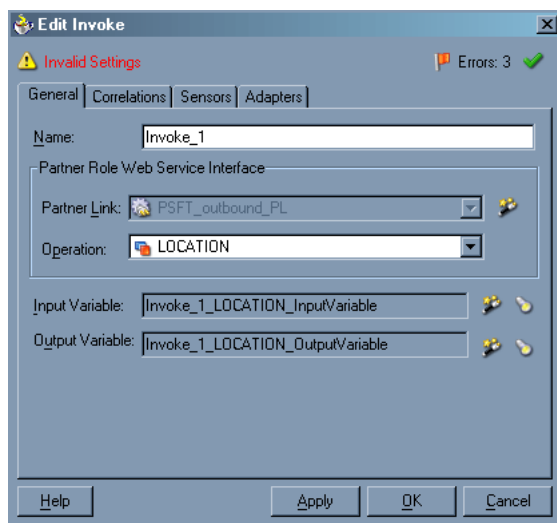 Edit Invoke
Invalid Settings Errors: 3
General Correlations Sensors Adapters
Name: Invoke_1
Partner Role Web Service Interface
Partner Link: PSFT_outbound_PL
Operation: LOCATION
Input Variable: Invoke_1_LOCATION_InputVariable
Output Variable: Invoke_1_LOCATION_OutputVariable
Help Apply OK Cancel